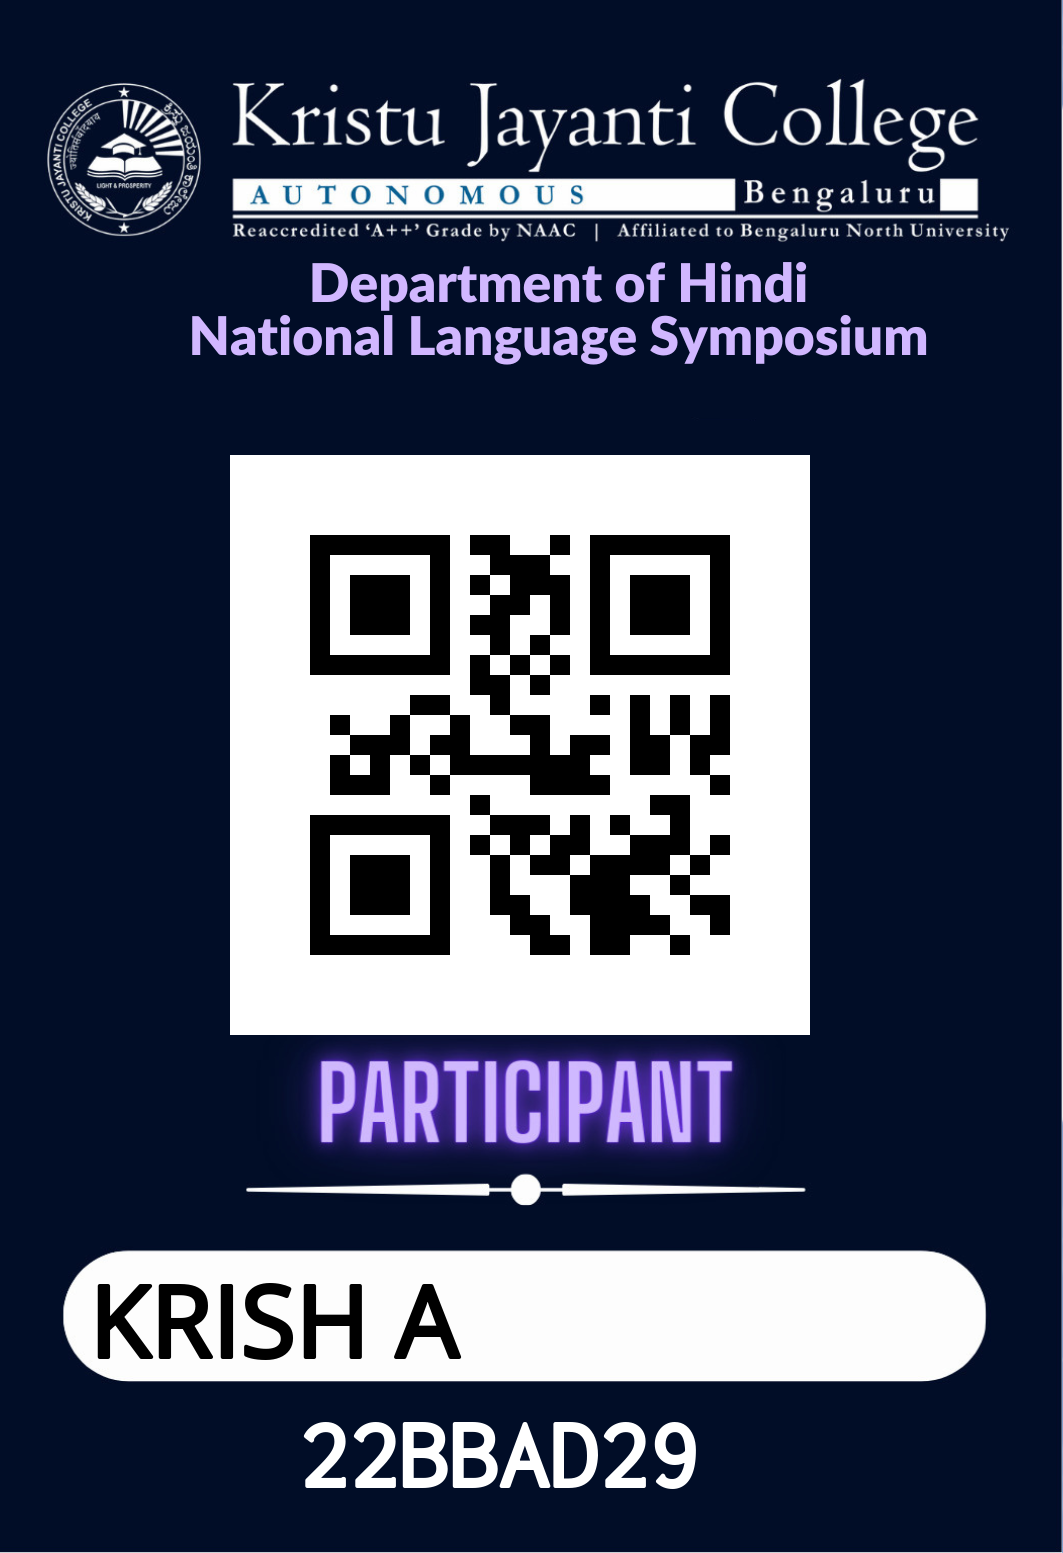 KRISTU JAYANTI COLLEGE
LIGHT & PROSPERITY
Kristu Jayanti College
AUTONOMOUS Bengaluru
Reaccredited ‘A++’ Grade by NAAC | Affiliated to Bengaluru North University
Department of Hindi
National Language Symposium
PARTICIPANT
KRISH A
22BBAD29